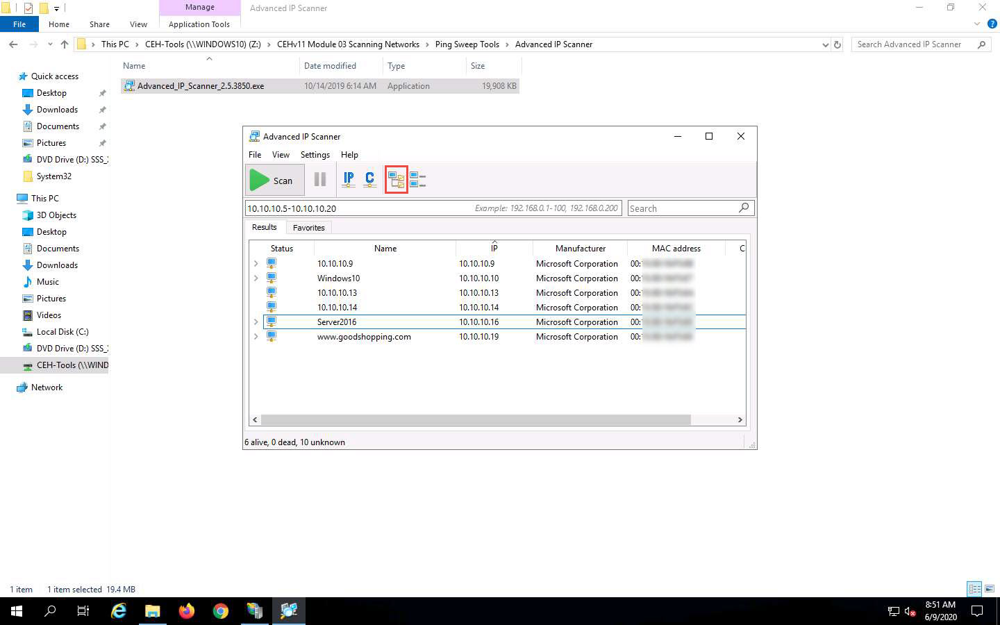 Manage
Advanced IP Scanner
File
Home
Share
View
Application Tools
This PC
CEH-Tools (\\WINDOWS10) (Z:)
CEHv11 Module 03 Scanning Networks
Ping Sweep Tools
Advanced IP Scanner
Search Advanced IP Scanner
Name
Date modified
Type
Size
Advanced_IP_Scanner_2.5.3850.exe
10/14/2019 6:14 AM
Application
19,908 KB
Quick access
Desktop
Downloads
Documents
Pictures
DVD Drive (D:) SSS_
System32
This PC
3D Objects
Desktop
Documents
Downloads
Music
Pictures
Videos
Local Disk (C:)
DVD Drive (D:) SSS_
CEH-Tools (\\WIND
Network
Advanced IP Scanner
File View Settings Help
Scan
IP
C
10.10.10.5-10.10.10.20
Example: 192.168.0.1-100, 192.168.0.200
Search
Results
Favorites
Status Name IP Manufacturer MAC address C
10.10.10.9 10.10.10.9 Microsoft Corporation 00:
Windows10 10.10.10.10 Microsoft Corporation 00:
10.10.10.13 10.10.10.13 Microsoft Corporation 00:
10.10.10.14 10.10.10.14 Microsoft Corporation 00:
Server2016 10.10.10.16 Microsoft Corporation 00:
www.goodshopping.com 10.10.10.19 Microsoft Corporation 00:
6 alive, 0 dead, 10 unknown
1 item
1 item selected 19.4 MB
8:51 AM
6/9/2020